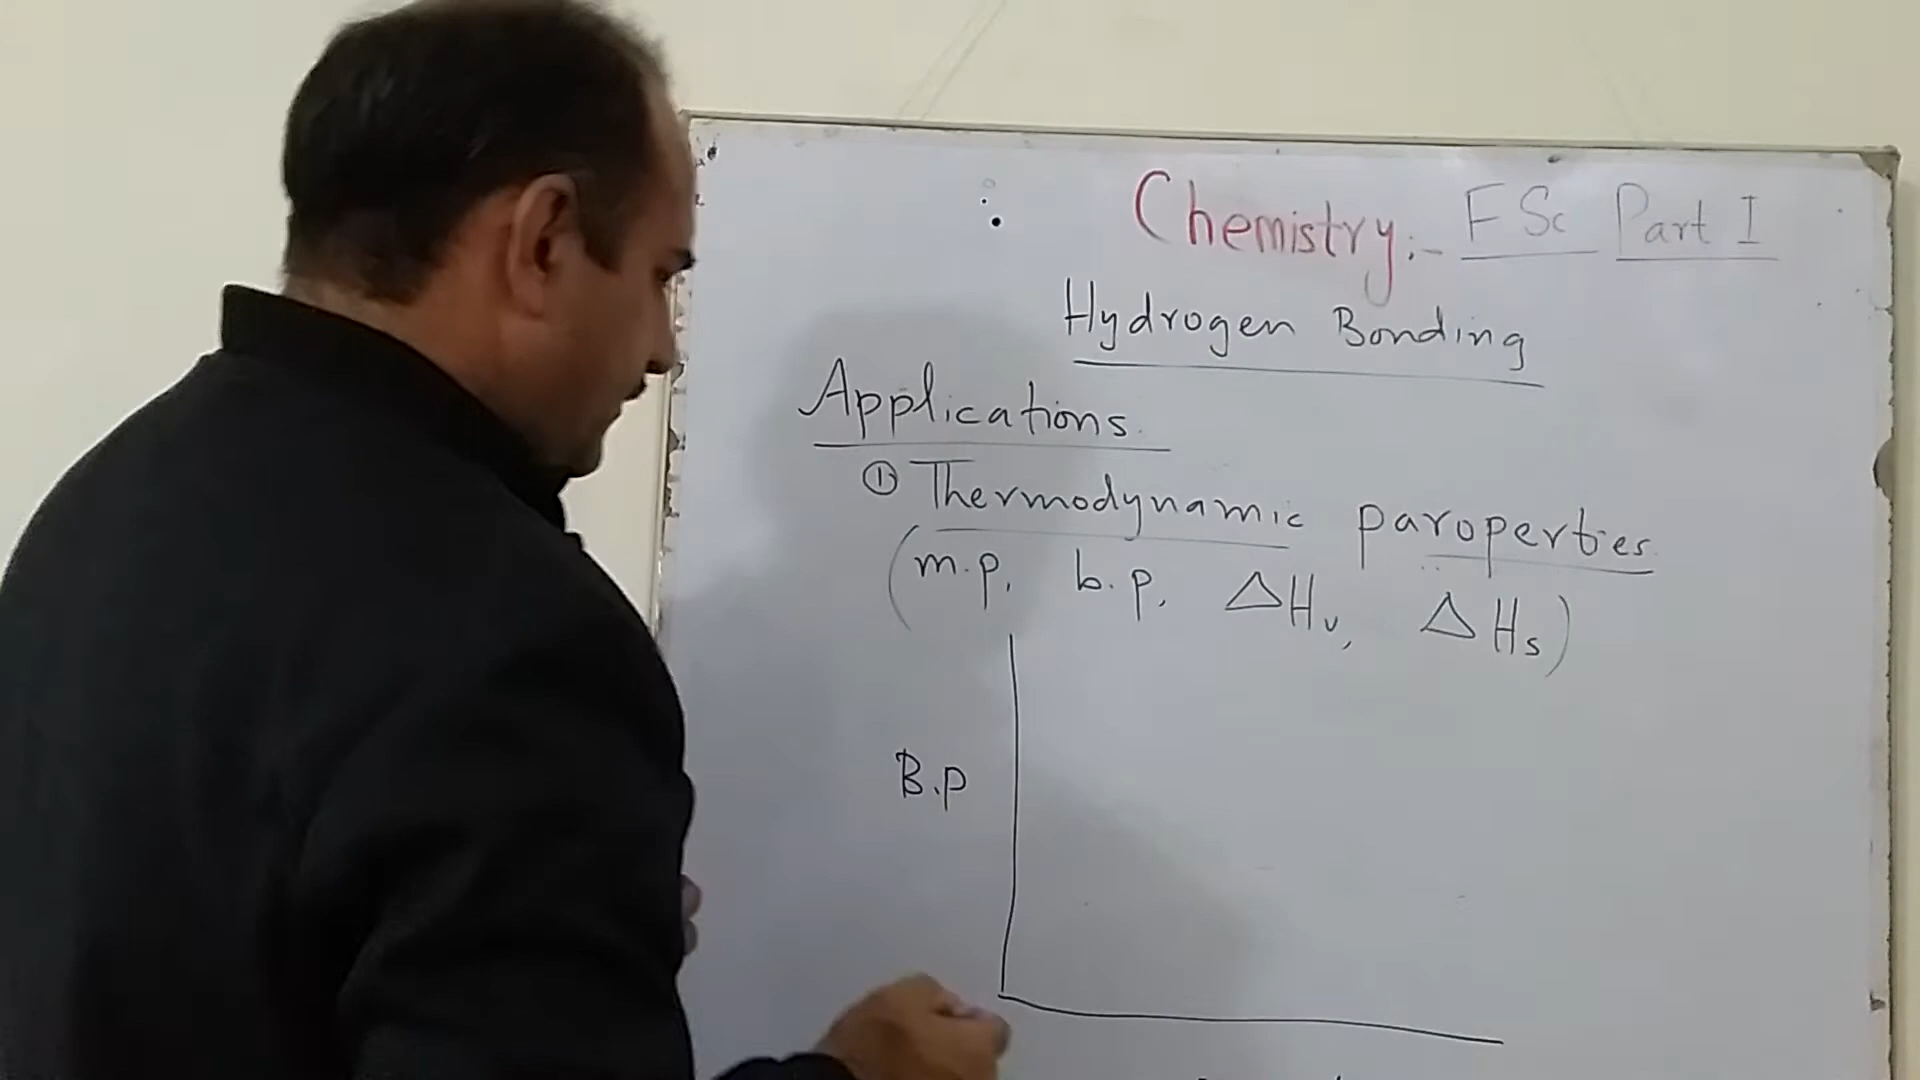 Chemistry:- FSc Part I
Hydrogen Bonding
Applications.
① Thermodynamic paroperties
(m.p, b.p, ΔHv, ΔHs)
B.p